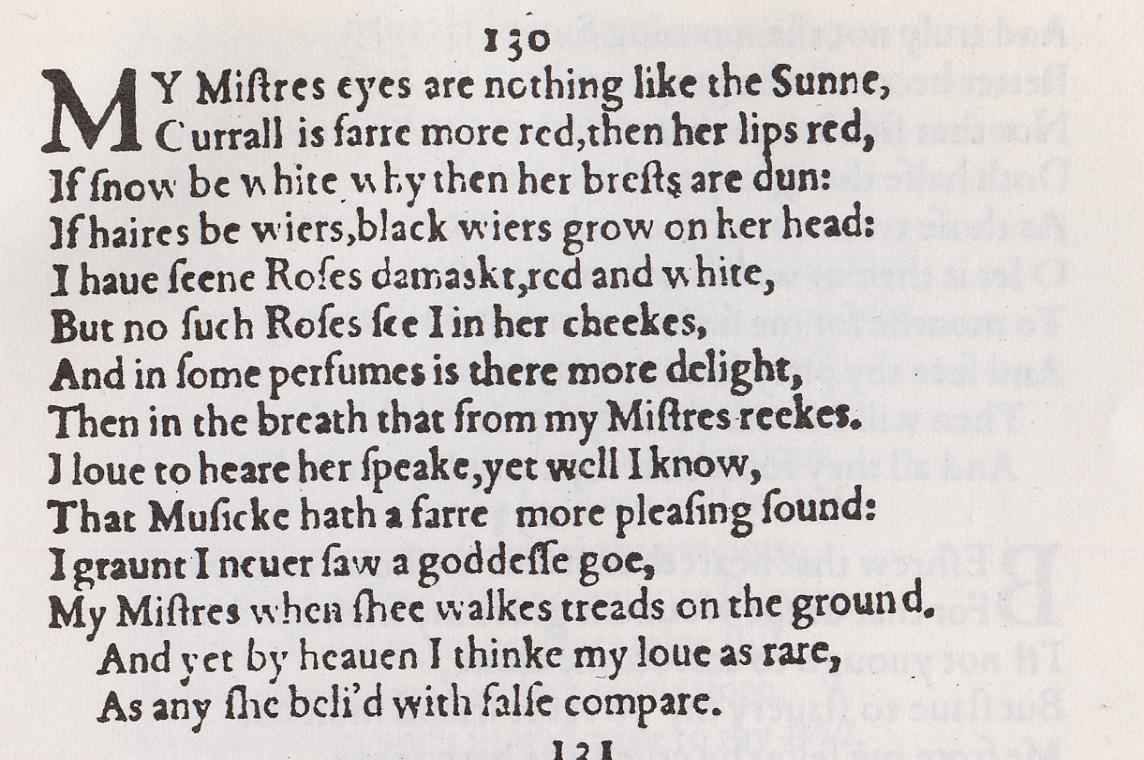 130
MY Miſtres eyes are nothing like the Sunne,
Currall is farre more red,then her lips red,
If ſnow be white why then her breſts are dun:
If haires be wiers,black wiers grow on her head:
I haue ſeene Roſes damaskt,red and white,
But no ſuch Roſes ſee I in her cheekes,
And in ſome perfumes is there more delight,
Then in the breath that from my Miſtres reekes.
I loue to heare her ſpeake,yet well I know,
That Muſicke hath a farre more pleaſing ſound:
I graunt I neuer ſaw a goddeſſe goe,
My Miſtres when ſhee walkes treads on the ground.
And yet by heauen I thinke my loue as rare,
As any ſhe beli'd with falſe compare.
131